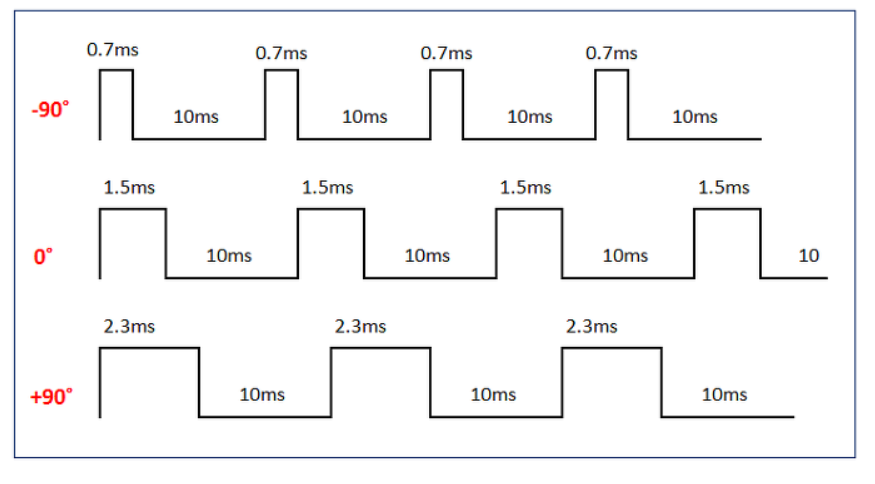 0.7ms 0.7ms 0.7ms 0.7ms
-90° 10ms 10ms 10ms 10ms
1.5ms 1.5ms 1.5ms 1.5ms
0° 10ms 10ms 10ms 10
2.3ms 2.3ms 2.3ms
+90° 10ms 10ms 10ms